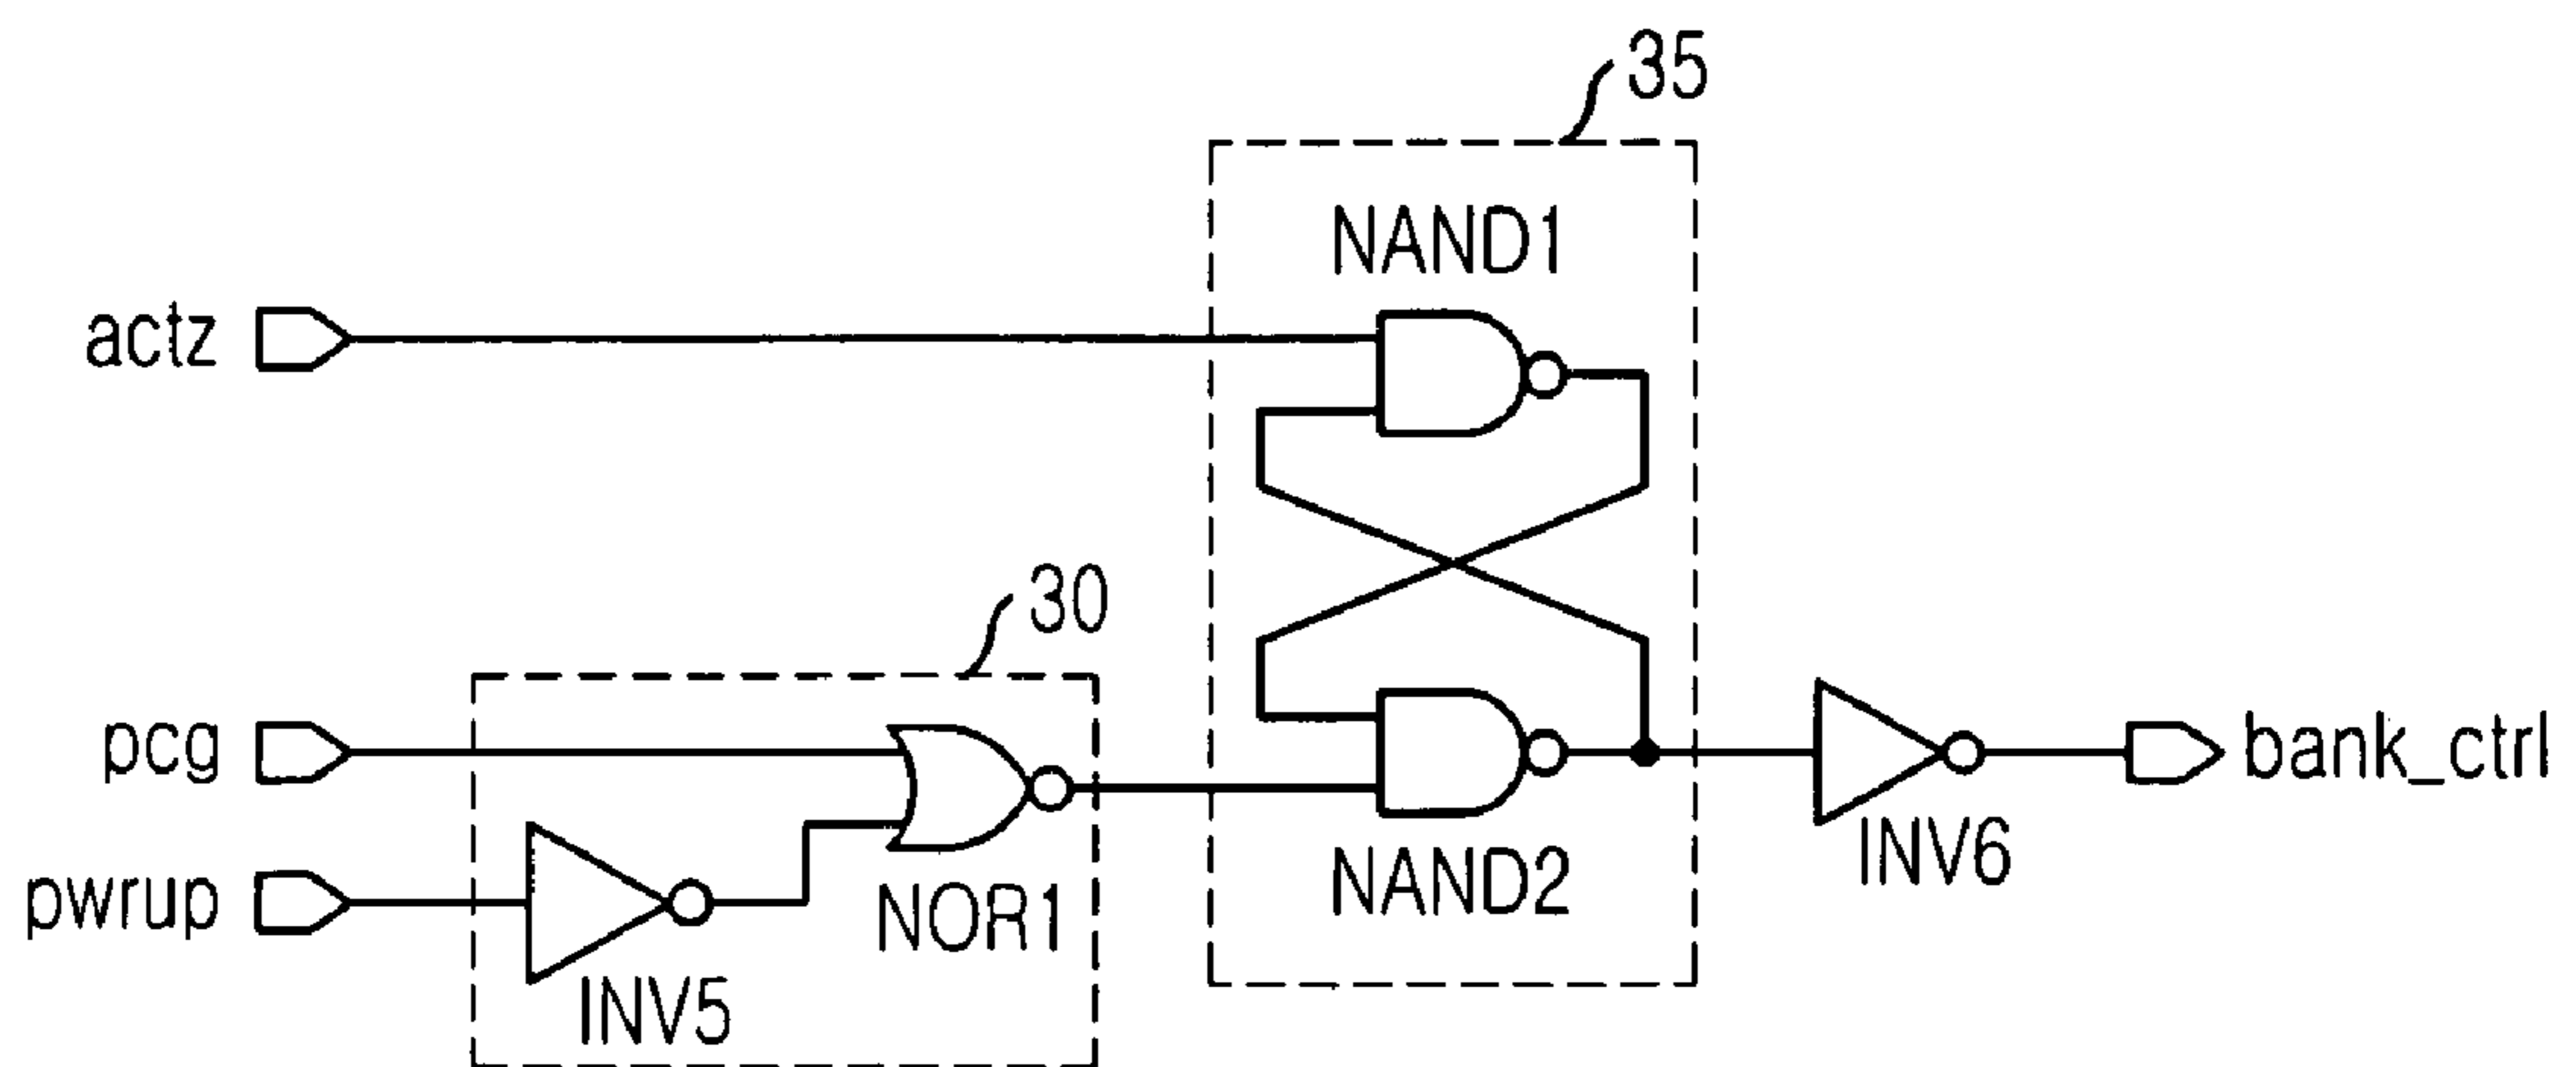 35
NAND1
actz
30
pcg
bank_ctrl
pwrup
NOR1
NAND2
INV6
INV5